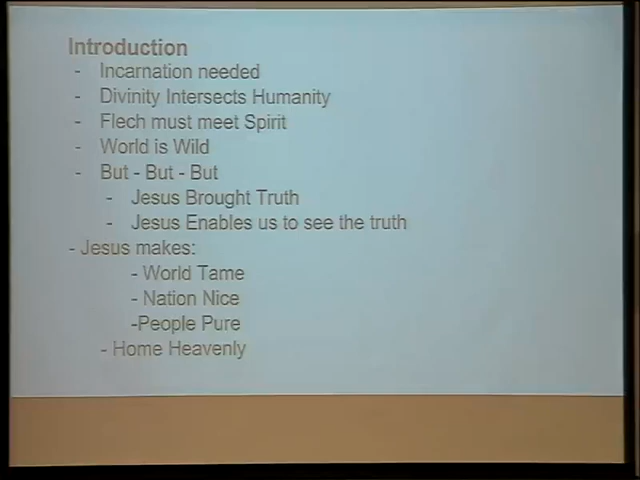 Introduction
- Incarnation needed
- Divinity Intersects Humanity
- Flech must meet Spirit
- World is Wild
- But - But - But
- Jesus Brought Truth
- Jesus Enables us to see the truth
- Jesus makes:
- World Tame
- Nation Nice
-People Pure
- Home Heavenly